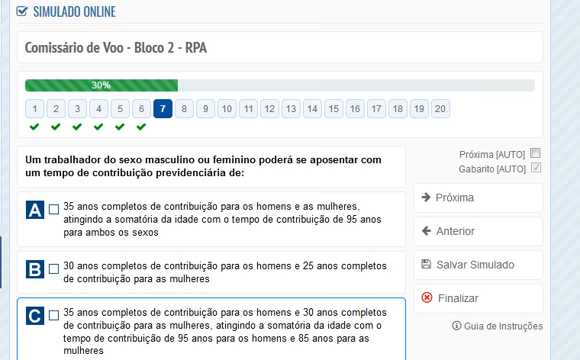 SIMULADO ONLINE
Comissário de Voo - Bloco 2 - RPA
30%
1 2 3 4 5 6 7 8 9 10 11 12 13 14 15 16 17 18 19 20
Um trabalhador do sexo masculino ou feminino poderá se aposentar com
um tempo de contribuição previdenciária de:
Próxima [AUTO]
Gabarito [AUTO]
A 35 anos completos de contribuição para os homens e as mulheres,
atingindo a somatória da idade com o tempo de contribuição de 95 anos
para ambos os sexos
B 30 anos completos de contribuição para os homens e 25 anos completos
de contribuição para as mulheres
C 35 anos completos de contribuição para os homens e 30 anos completos
de contribuição para as mulheres, atingindo a somatória da idade com o
tempo de contribuição de 95 anos para os homens e 85 anos para as
mulheres
Próxima
Anterior
Salvar Simulado
Finalizar
Guia de Instruções